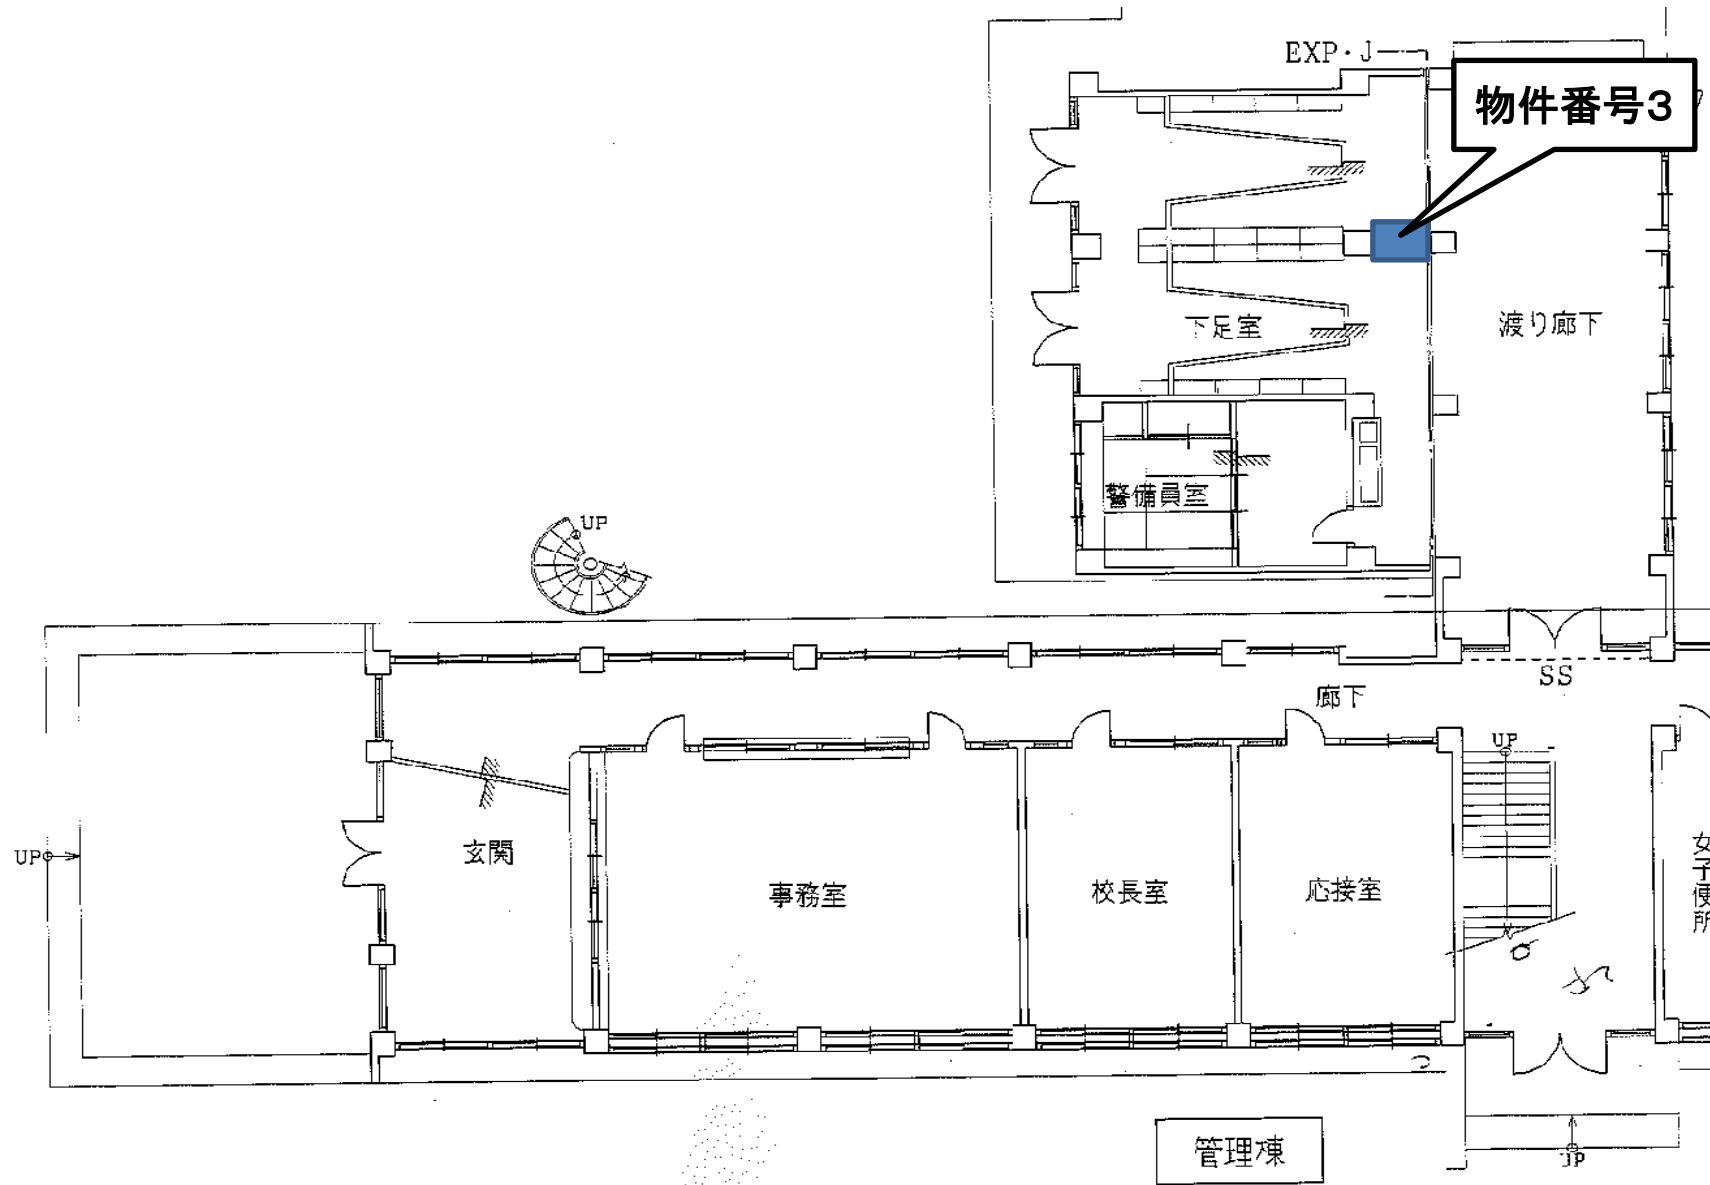 EXP・J
物件番号3
下足室
渡り廊下
警備員室
UP
SS
廊下
UP
玄関
UP
事務室
校長室
応接室
女子便所
管理棟
UP